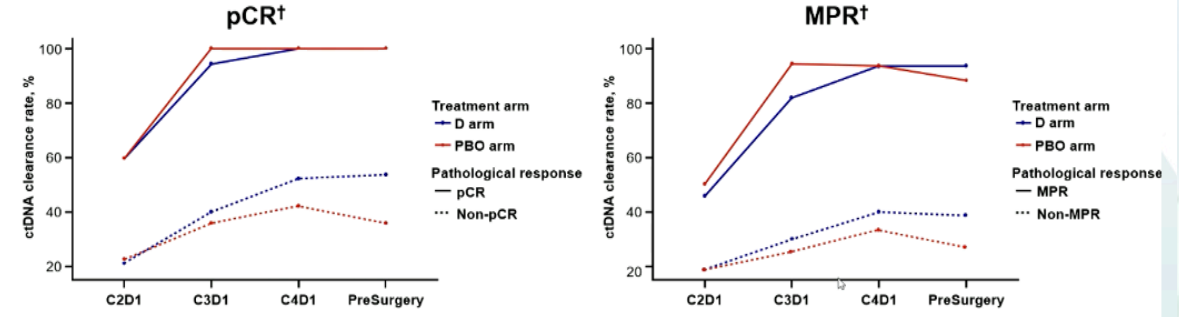 pCR†
ctDNA clearance rate, %
100
80
60
40
20
C2D1 C3D1 C4D1 PreSurgery
Treatment arm
D arm
PBO arm
Pathological response
pCR
Non-pCR
MPR†
ctDNA clearance rate, %
100
80
60
40
20
C2D1 C3D1 C4D1 PreSurgery
Treatment arm
D arm
PBO arm
Pathological response
MPR
Non-MPR